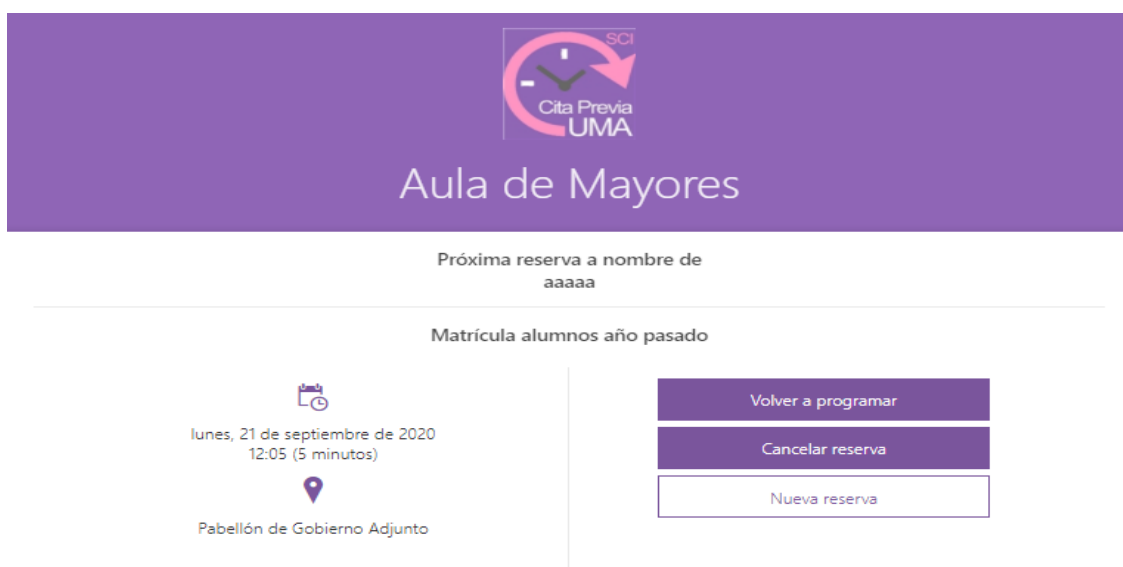 SCI
Cita Previa
UMA
Aula de Mayores
Próxima reserva a nombre de
aaaaa
Matrícula alumnos año pasado
lunes, 21 de septiembre de 2020
12:05 (5 minutos)
Pabellón de Gobierno Adjunto
Volver a programar
Cancelar reserva
Nueva reserva